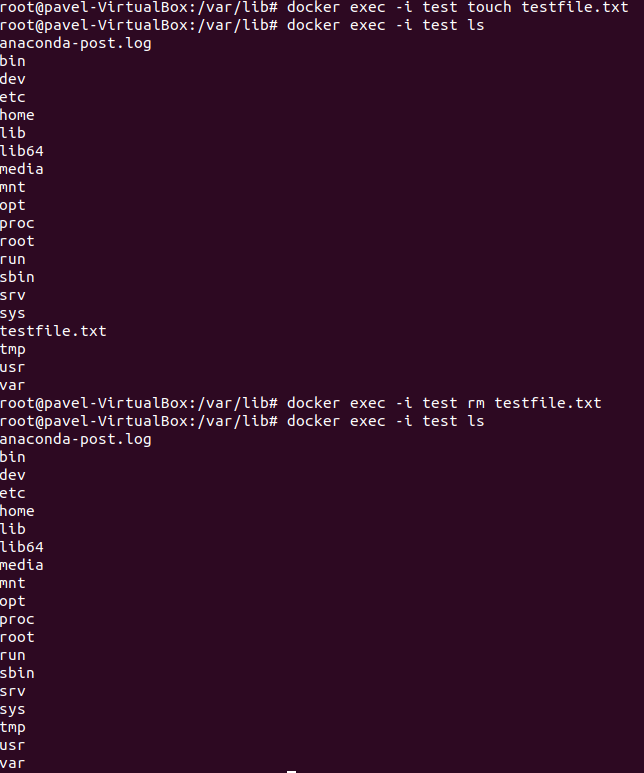 root@pavel-VirtualBox:/var/lib# docker exec -i test touch testfile.txt
root@pavel-VirtualBox:/var/lib# docker exec -i test ls
anaconda-post.log
bin
dev
etc
home
lib
lib64
media
mnt
opt
proc
root
run
sbin
srv
sys
testfile.txt
tmp
usr
var
root@pavel-VirtualBox:/var/lib# docker exec -i test rm testfile.txt
root@pavel-VirtualBox:/var/lib# docker exec -i test ls
anaconda-post.log
bin
dev
etc
home
lib
lib64
media
mnt
opt
proc
root
run
sbin
srv
sys
tmp
usr
var